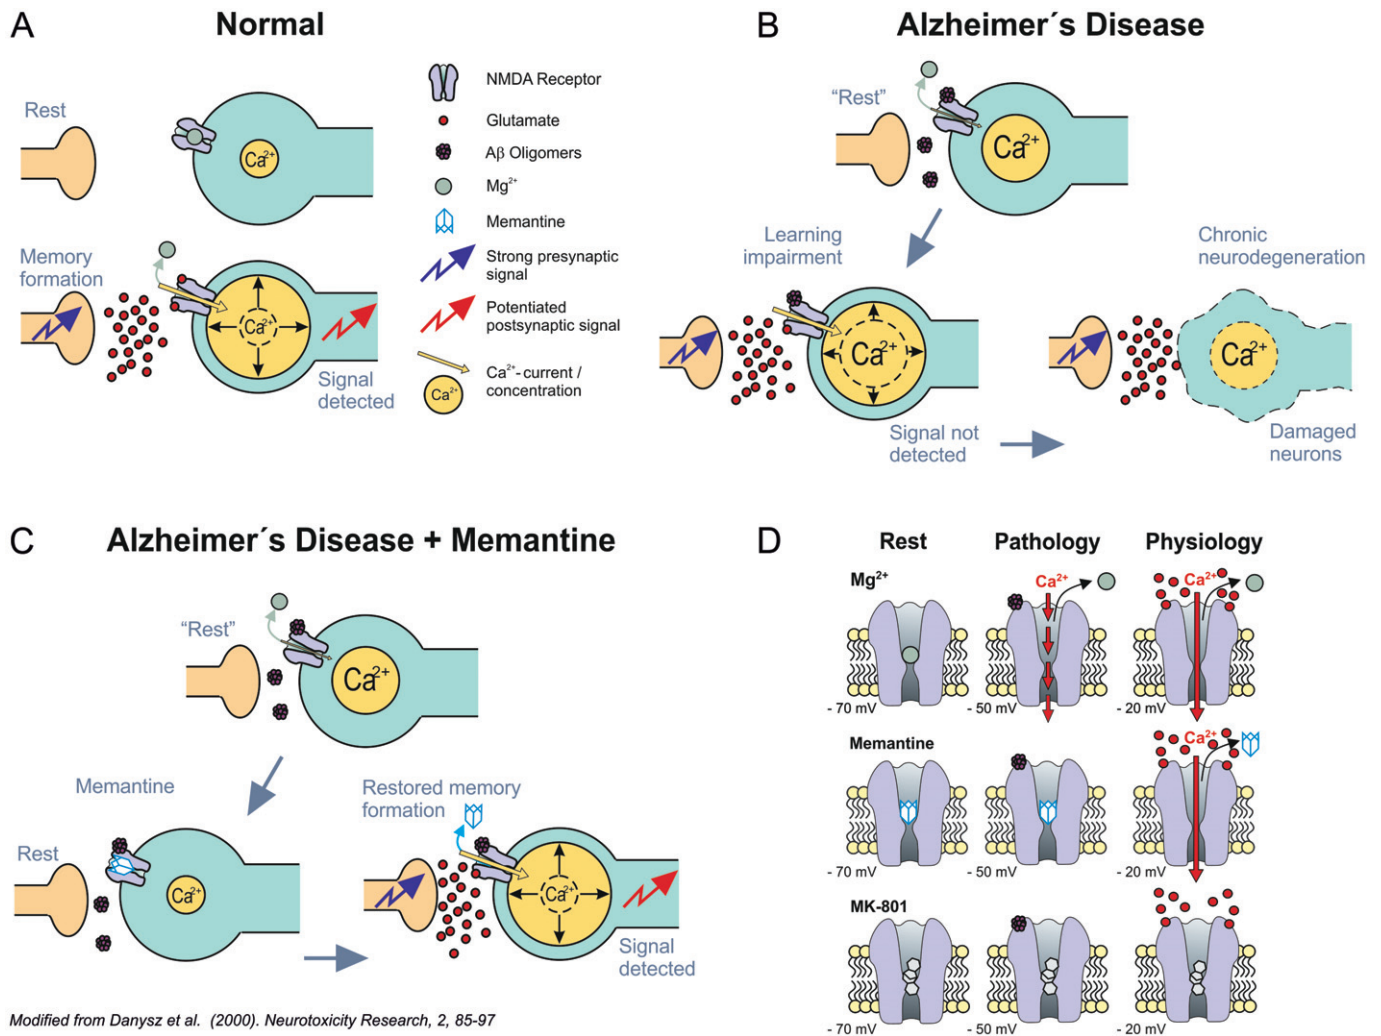 A
Normal
Rest
Ca2+
Memory
formation
Ca2+
Signal
detected
NMDA Receptor
Glutamate
Aβ Oligomers
Mg2+
Memantine
Strong presynaptic
signal
Potentiated
postsynaptic signal
Ca2+- current /
concentration
Ca2+
B
Alzheimer´s Disease
“Rest”
Ca2+
Learning
impairment
Ca2+
Signal not
detected
Chronic
neurodegeneration
Ca2+
Damaged
neurons
C
Alzheimer´s Disease + Memantine
“Rest”
Ca2+
Memantine
Rest
Ca2+
Restored memory
formation
Ca2+
Signal
detected
Modified from Danysz et al. (2000). Neurotoxicity Research, 2, 85-97
D
Rest
Pathology
Physiology
Mg2+
Ca2+
Ca2+
- 70 mV
- 50 mV
- 20 mV
Memantine
Ca2+
- 70 mV
- 50 mV
- 20 mV
MK-801
- 70 mV
- 50 mV
- 20 mV